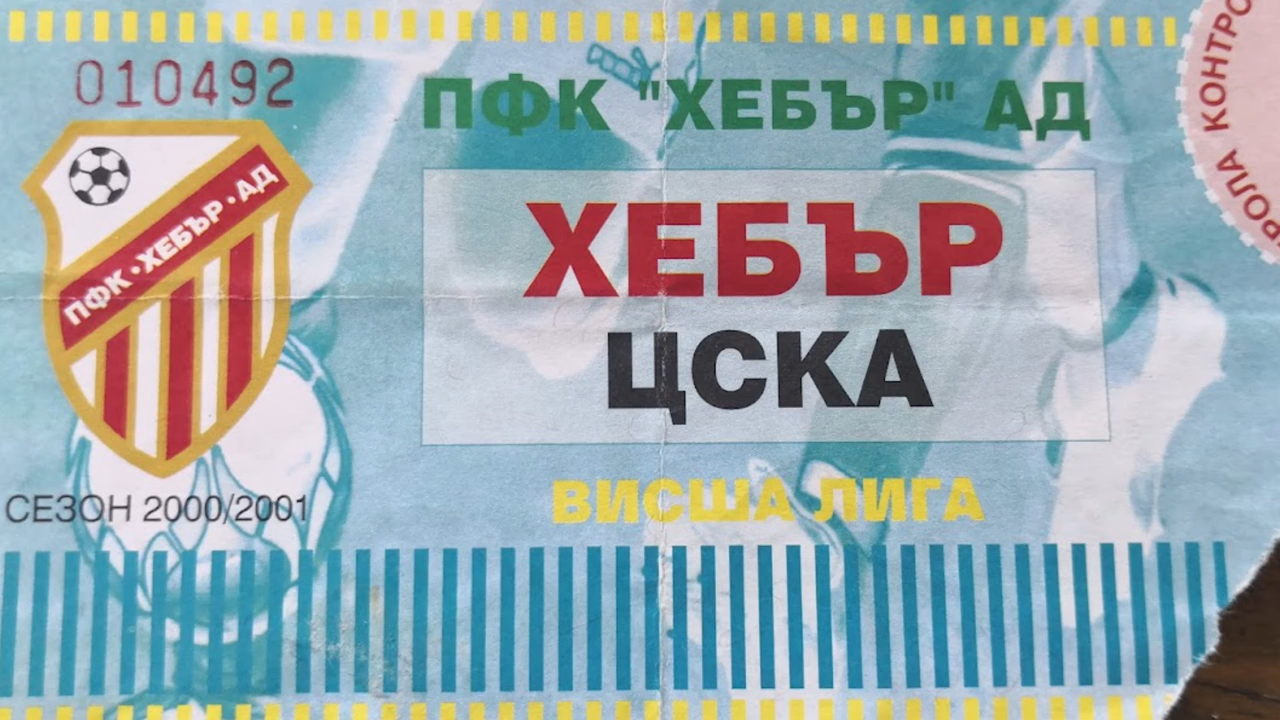 010492
ПФК "ХЕБЪР" АД
ПФК·ХЕБЪР·АД
ХЕБЪР
ЦСКА
СЕЗОН 2000/2001
ВИСША ЛИГА